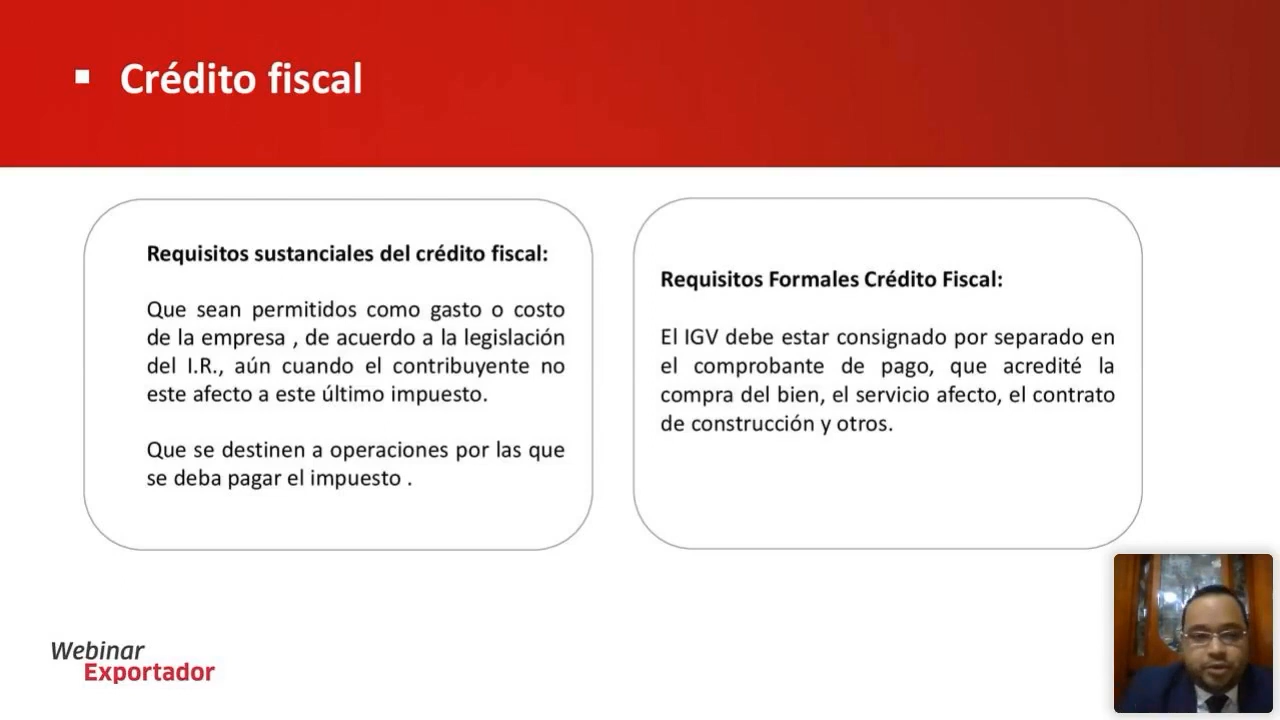 ▪ Crédito fiscal
Requisitos sustanciales del crédito fiscal:
Que sean permitidos como gasto o costo
de la empresa , de acuerdo a la legislación
del I.R., aún cuando el contribuyente no
este afecto a este último impuesto.
Que se destinen a operaciones por las que
se deba pagar el impuesto .
Requisitos Formales Crédito Fiscal:
El IGV debe estar consignado por separado en
el comprobante de pago, que acredité la
compra del bien, el servicio afecto, el contrato
de construcción y otros.
Webinar
Exportador